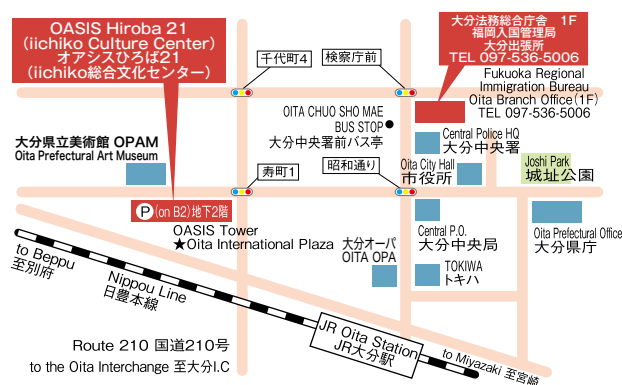 OASIS Hiroba 21
(iichiko Culture Center)
オアシスひろば21
(iichiko総合文化センター)
大分法務総合庁舎 1F
福岡入国管理局
大分出張所
TEL 097-536-5006
千代町4
検察庁前
Fukuoka Regional
Immigration Bureau
Oita Branch Office(1F)
TEL 097-536-5006
OITA CHUO SHO MAE
BUS STOP
大分中央署前バス亭
Central Police HQ
大分中央署
大分県立美術館 OPAM
Oita Prefectural Art Museum
寿町1
昭和通り
Oita City Hall
市役所
Joshi Park
城址公園
P (on B2)地下2階
OASIS Tower
★Oita International Plaza
Central P.O.
大分中央局
Oita Prefectural Office
大分県庁
大分オーパ
OITA OPA
TOKIWA
トキハ
to Beppu
至別府
Nippou Line
日豊本線
JR Oita Station
JR大分駅
to Miyazaki 至宮崎
Route 210 国道210号
to the Oita Interchange 至大分I.C